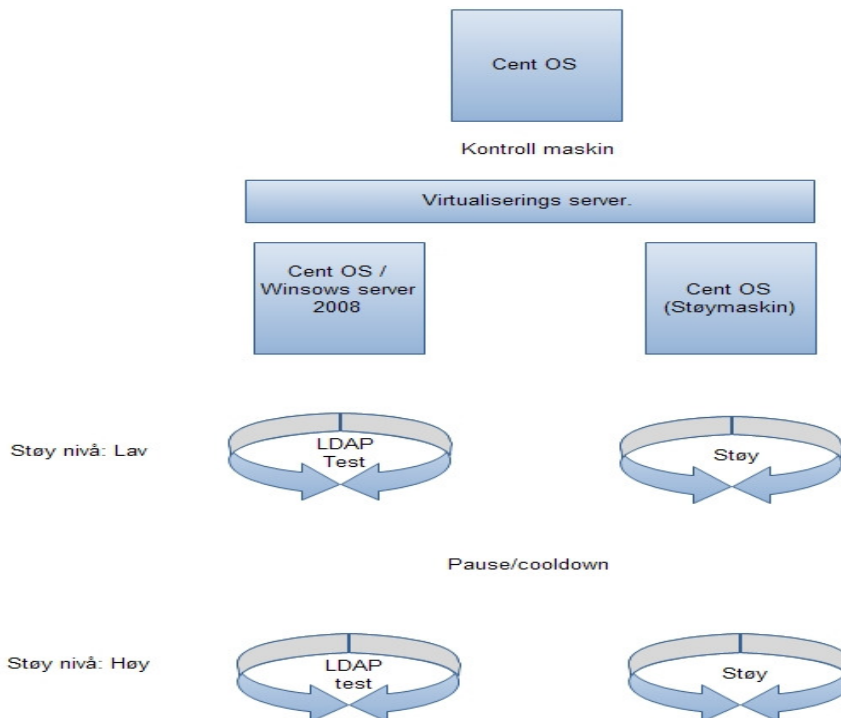 Cent OS
Kontroll maskin
Virtualiserings server.
Cent OS /
Winsows server
2008
Cent OS
(Støymaskin)
Støy nivå: Lav
LDAP
Test
Støy
Pause/cooldown
Støy nivå: Høy
LDAP
test
Støy